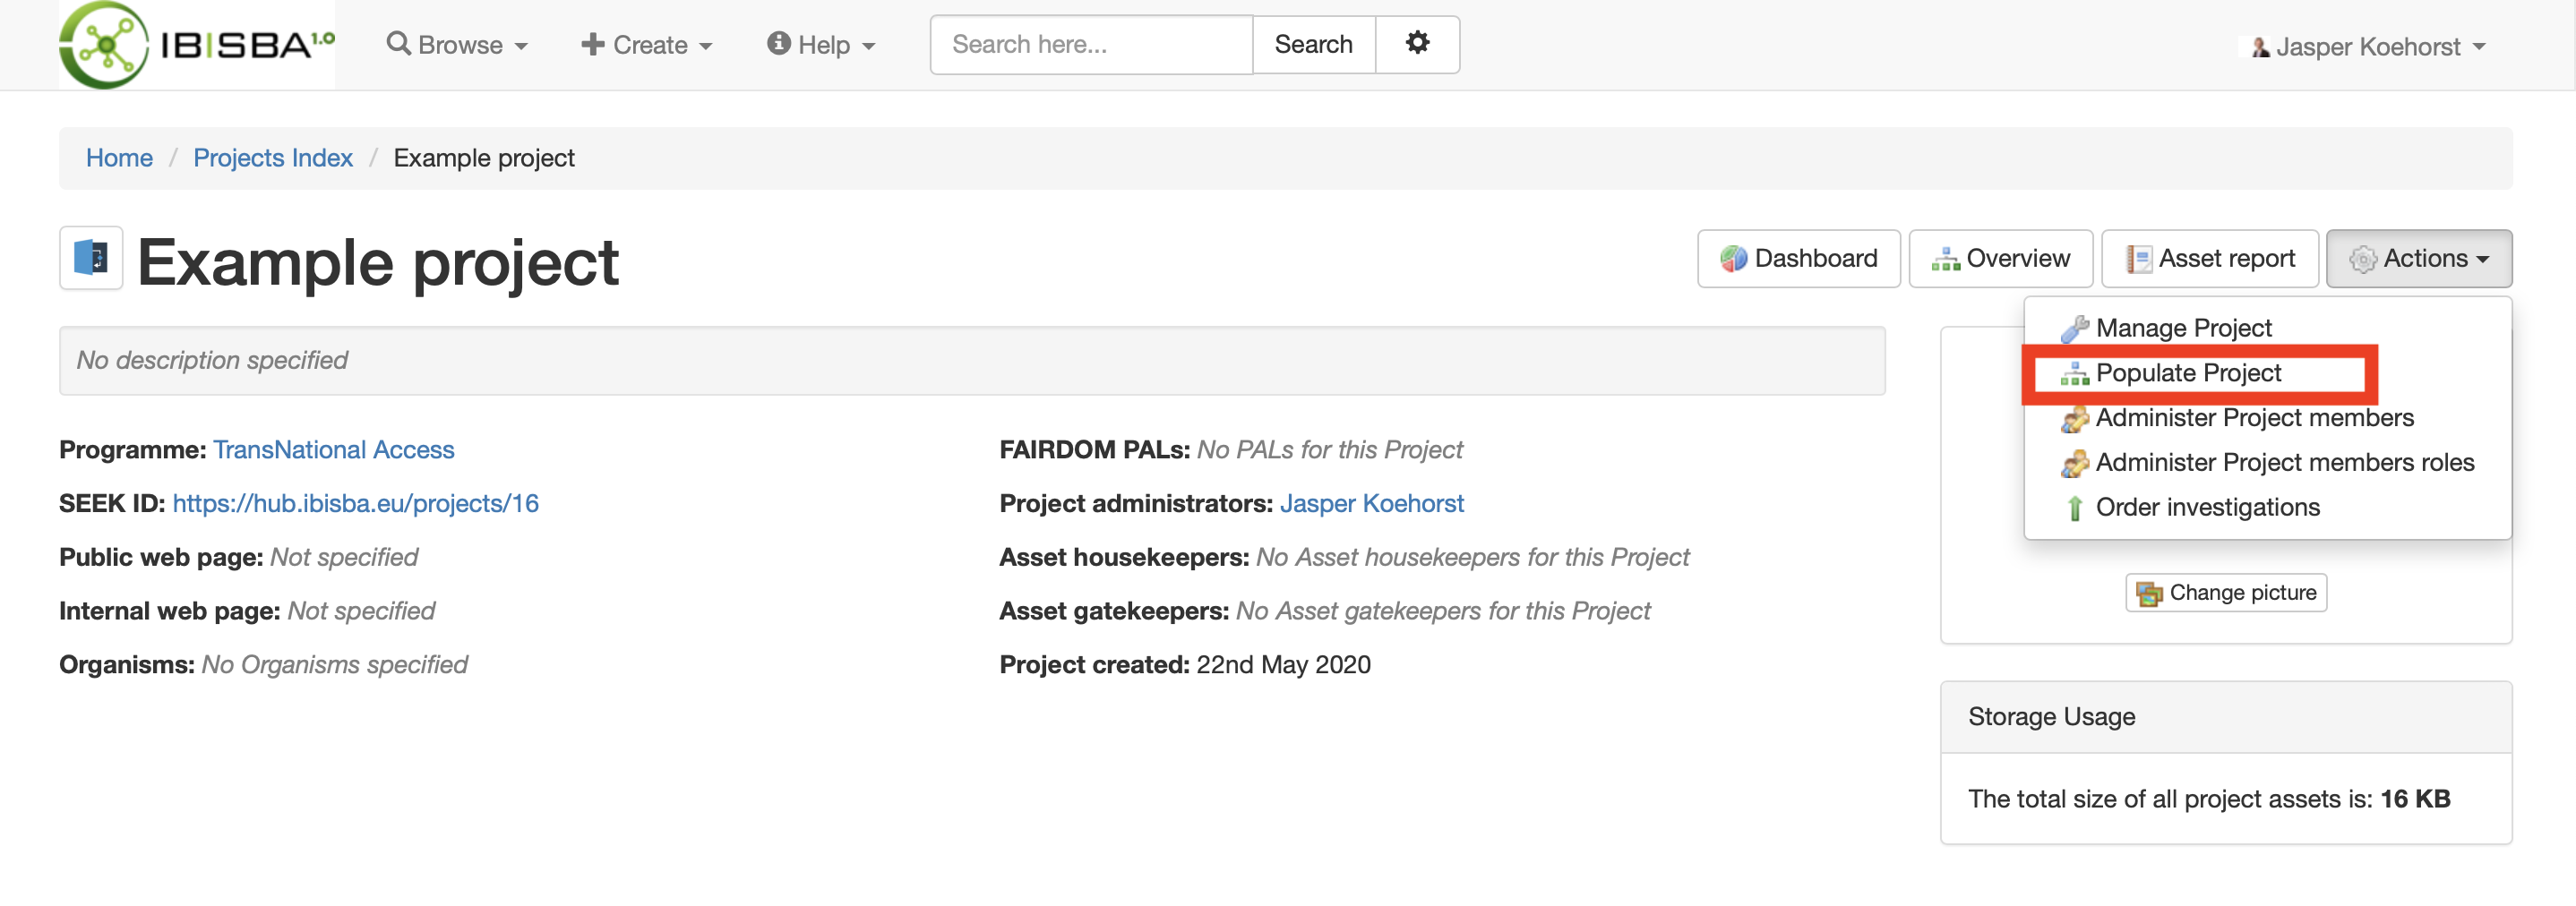 IBISBA 1.0 Browse Create Help Search here... Search Jasper Koehorst
Home / Projects Index / Example project
Example project
Dashboard Overview Asset report Actions
Manage Project
Populate Project
Administer Project members
Administer Project members roles
Order investigations
No description specified
Programme: TransNational Access
SEEK ID: https://hub.ibisba.eu/projects/16
Public web page: Not specified
Internal web page: Not specified
Organisms: No Organisms specified
FAIRDOM PALs: No PALs for this Project
Project administrators: Jasper Koehorst
Asset housekeepers: No Asset housekeepers for this Project
Asset gatekeepers: No Asset gatekeepers for this Project
Project created: 22nd May 2020
Change picture
Storage Usage
The total size of all project assets is: 16 KB